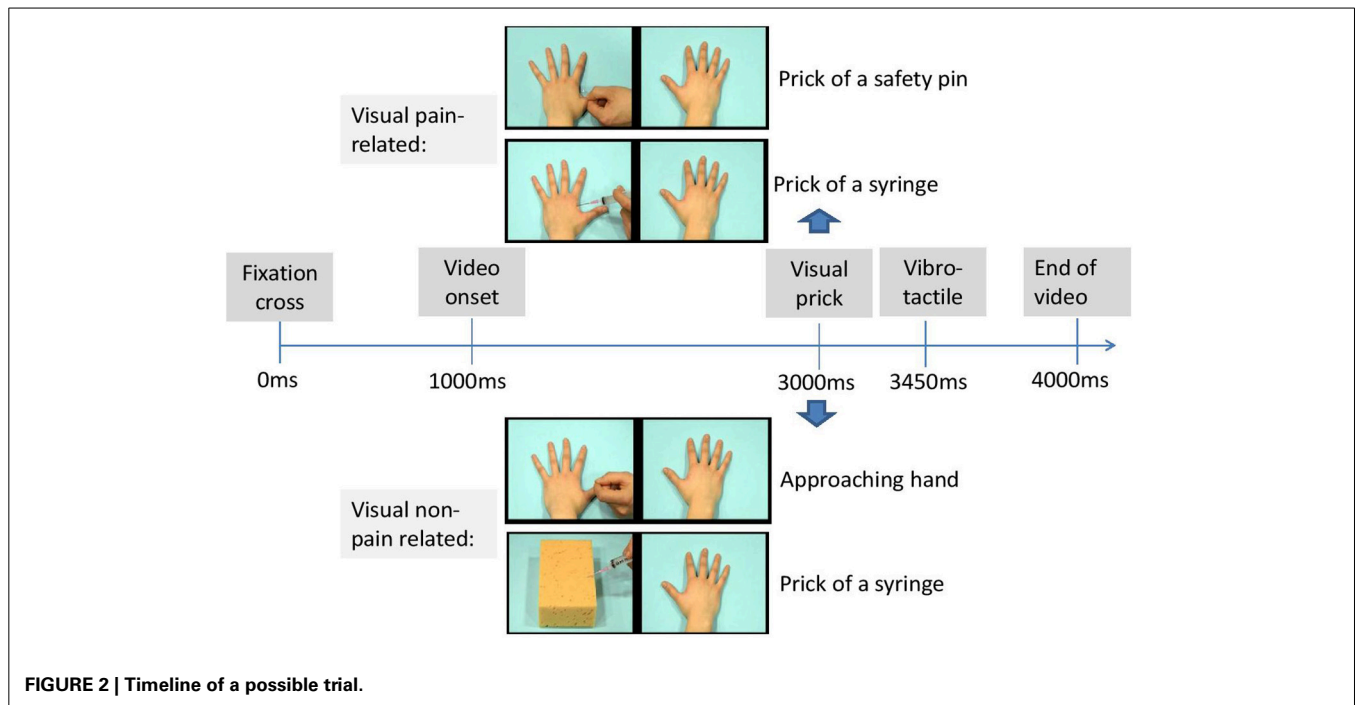 Prick of a safety pin
Visual pain-
related:
Prick of a syringe
Fixation
cross
Video
onset
Visual
prick
Vibro-
tactile
End of
video
0ms
1000ms
3000ms
3450ms
4000ms
Approaching hand
Visual non-
pain related:
Prick of a syringe
FIGURE 2 | Timeline of a possible trial.